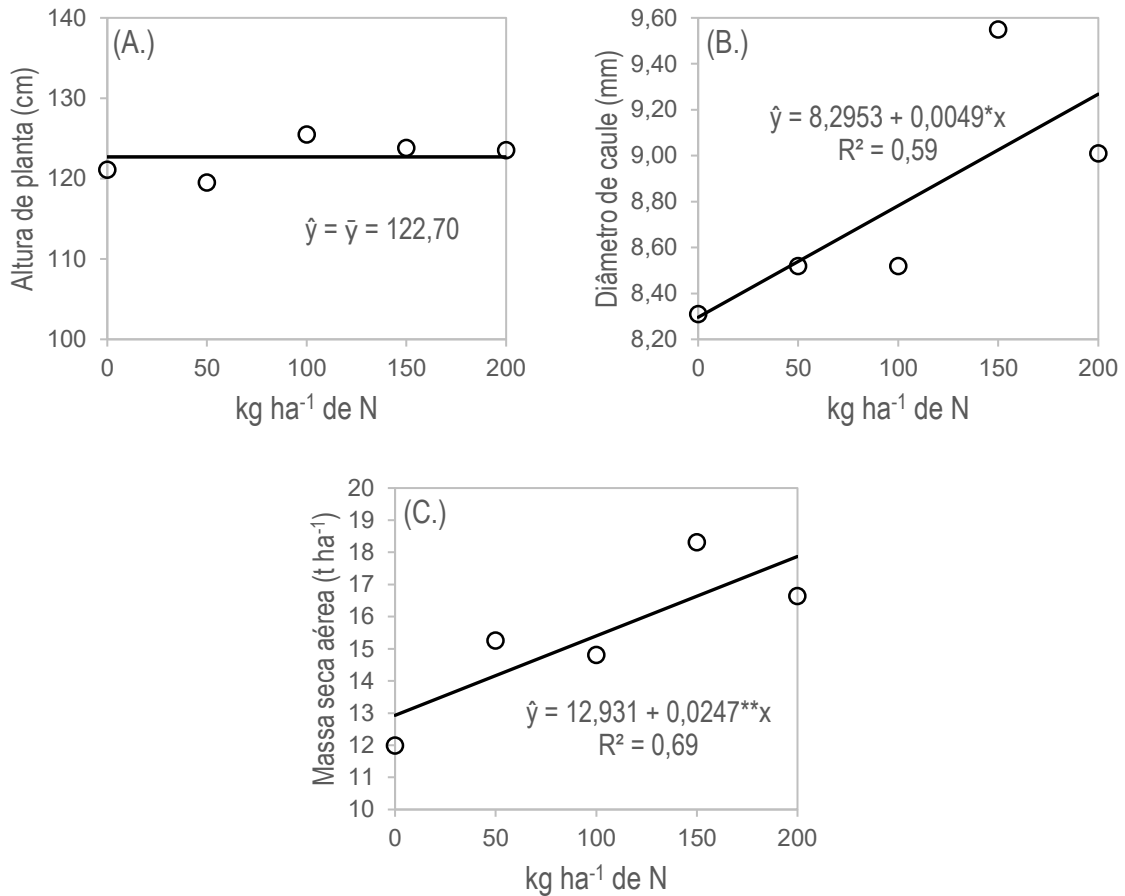 (A.)
Altura de planta (cm)
140
130
120
110
100
ŷ = ȳ = 122,70
0 50 100 150 200
kg ha⁻¹ de N
(B.)
Diâmetro de caule (mm)
9,60
9,40
9,20
9,00
8,80
8,60
8,40
8,20
ŷ = 8,2953 + 0,0049*x
R² = 0,59
0 50 100 150 200
kg ha⁻¹ de N
(C.)
Massa seca aérea (t ha⁻¹)
20
19
18
17
16
15
14
13
12
11
10
ŷ = 12,931 + 0,0247**x
R² = 0,69
0 50 100 150 200
kg ha⁻¹ de N